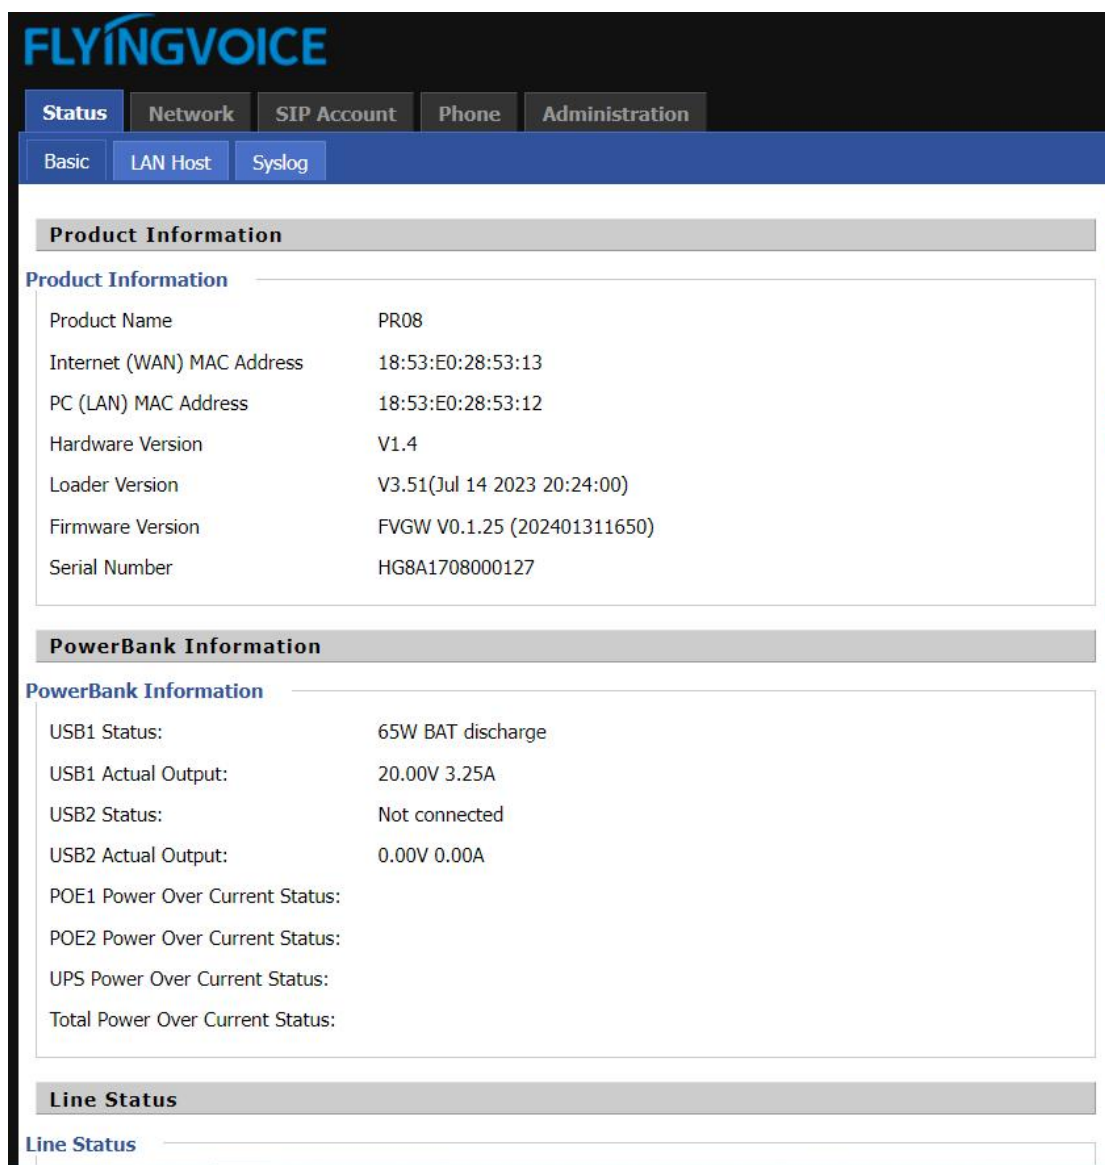 FLYINGVOICE
Status Network SIP Account Phone Administration
Basic LAN Host Syslog
Product Information
Product Information
Product Name PR08
Internet (WAN) MAC Address 18:53:E0:28:53:13
PC (LAN) MAC Address 18:53:E0:28:53:12
Hardware Version V1.4
Loader Version V3.51(Jul 14 2023 20:24:00)
Firmware Version FVGW V0.1.25 (202401311650)
Serial Number HG8A1708000127
PowerBank Information
PowerBank Information
USB1 Status: 65W BAT discharge
USB1 Actual Output: 20.00V 3.25A
USB2 Status: Not connected
USB2 Actual Output: 0.00V 0.00A
POE1 Power Over Current Status:
POE2 Power Over Current Status:
UPS Power Over Current Status:
Total Power Over Current Status:
Line Status
Line Status